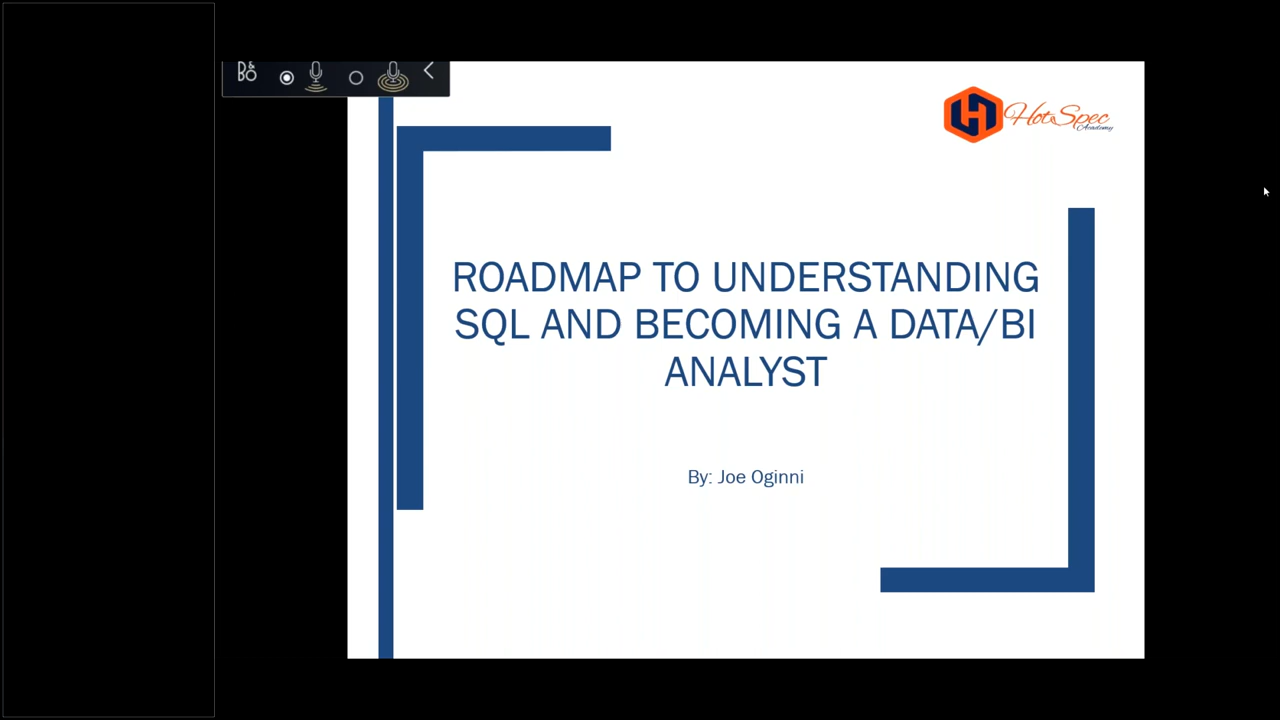 B&O
HotSpec
Academy
ROADMAP TO UNDERSTANDING
SQL AND BECOMING A DATA/BI
ANALYST
By: Joe Oginni